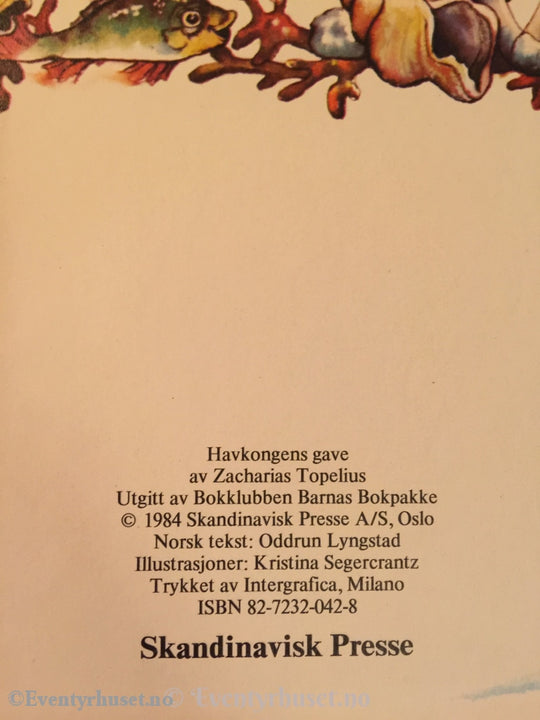 Havkongens gave
av Zacharias Topelius
Utgitt av Bokklubben Barnas Bokpakke
© 1984 Skandinavisk Presse A/S, Oslo
Norsk tekst: Oddrun Lyngstad
Illustrasjoner: Kristina Segercrantz
Trykket av Intergrafica, Milano
ISBN 82-7232-042-8
Skandinavisk Presse
©Eventyrhuset.no © Eventyrhuset.no